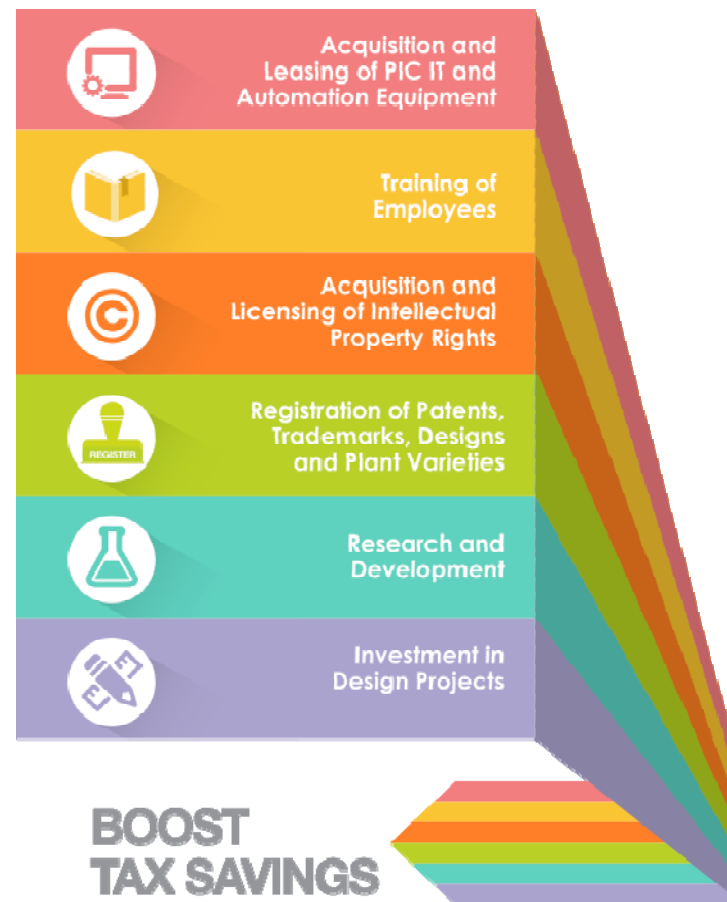 Acquisition and
Leasing of PIC IT and
Automation Equipment
Training of
Employees
©
Acquisition and
Licensing of Intellectual
Property Rights
REGISTER
Registration of Patents,
Trademarks, Designs
and Plant Varieties
Research and
Development
Investment in
Design Projects
BOOST
TAX SAVINGS